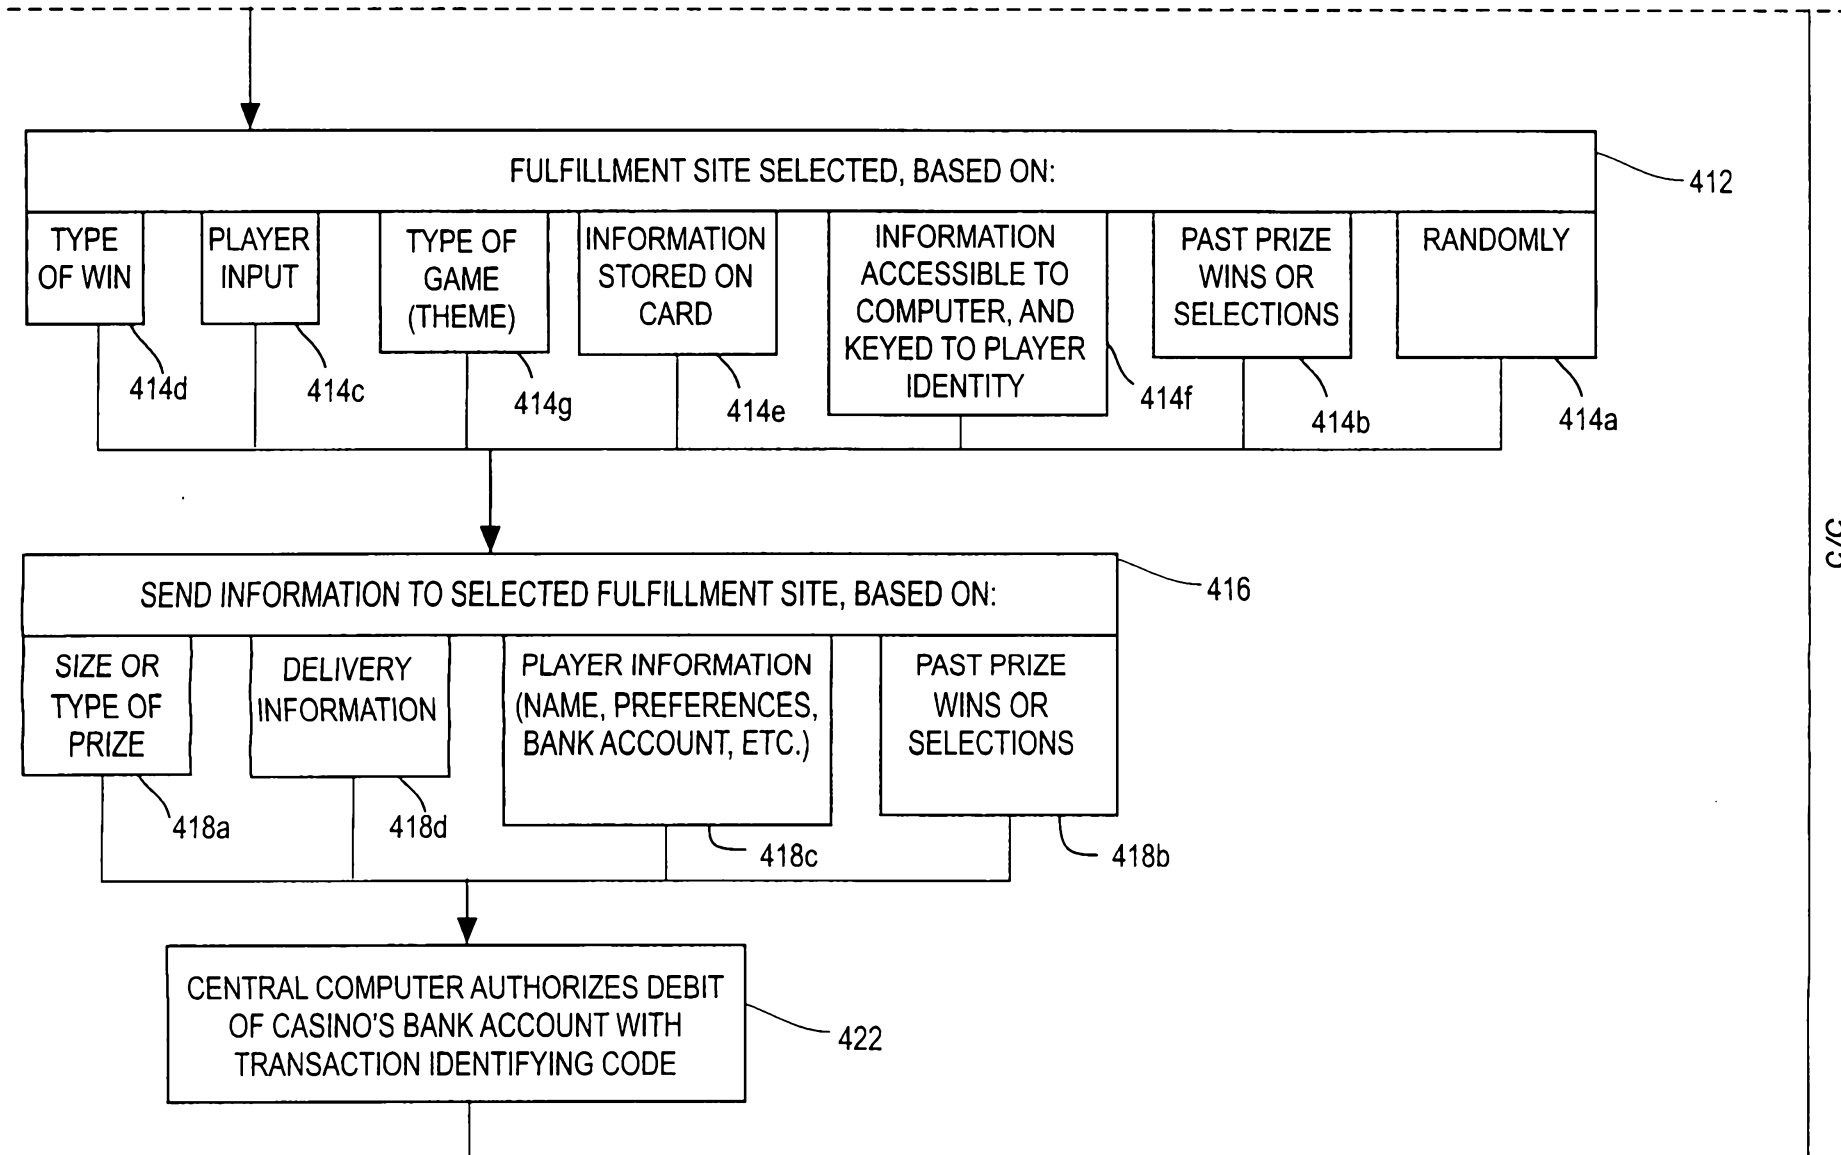 FULFILLMENT SITE SELECTED, BASED ON:
412
TYPE
OF WIN
414d
PLAYER
INPUT
414c
TYPE OF
GAME
(THEME)
414g
INFORMATION
STORED ON
CARD
414e
INFORMATION
ACCESSIBLE TO
COMPUTER, AND
KEYED TO PLAYER
IDENTITY
414f
PAST PRIZE
WINS OR
SELECTIONS
414b
RANDOMLY
414a
SEND INFORMATION TO SELECTED FULFILLMENT SITE, BASED ON:
416
SIZE OR
TYPE OF
PRIZE
418a
DELIVERY
INFORMATION
418d
PLAYER INFORMATION
(NAME, PREFERENCES,
BANK ACCOUNT, ETC.)
418c
PAST PRIZE
WINS OR
SELECTIONS
418b
CENTRAL COMPUTER AUTHORIZES DEBIT
OF CASINO'S BANK ACCOUNT WITH
TRANSACTION IDENTIFYING CODE
422